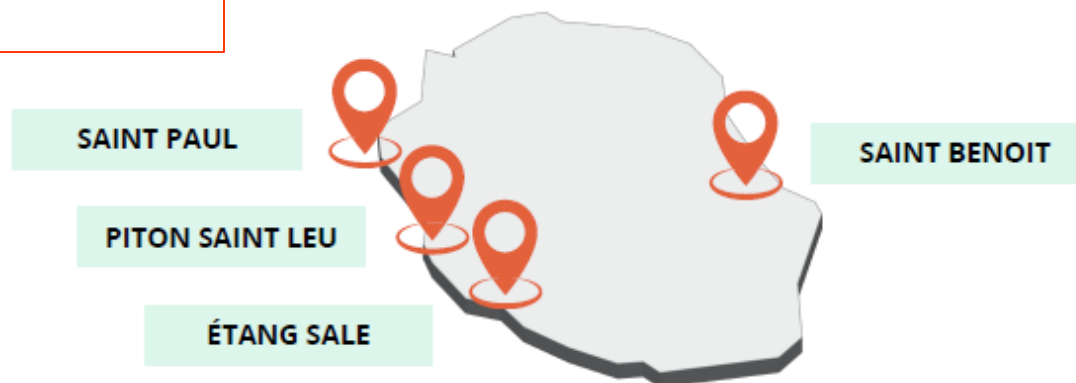 SAINT PAUL
SAINT BENOIT
PITON SAINT LEU
ÉTANG SALE